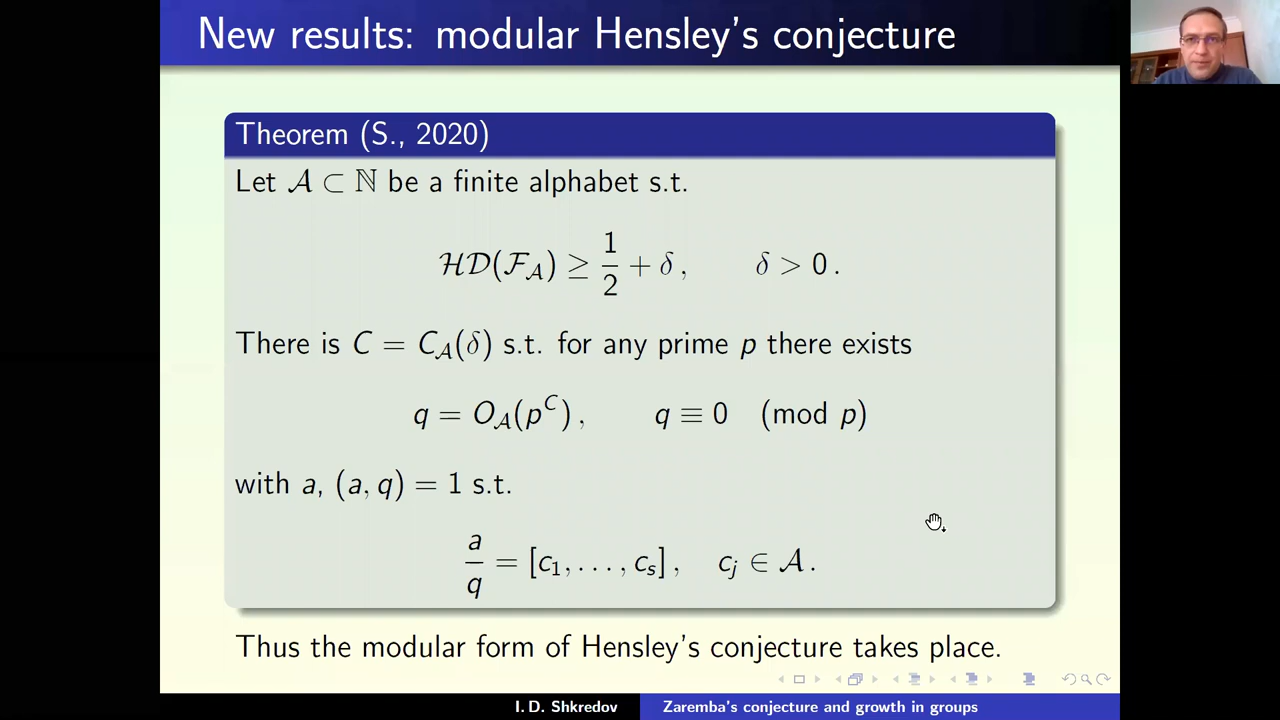 New results: modular Hensley's conjecture
Theorem (S., 2020)
Let 𝒜 ⊂ ℕ be a finite alphabet s.t.
ℋ𝒟(ℱ_𝒜) ≥ 1/2 + δ, δ > 0.
There is C = C_𝒜(δ) s.t. for any prime p there exists
q = O_𝒜(p^C), q ≡ 0 (mod p)
with a, (a, q) = 1 s.t.
a/q = [c_1, . . . , c_s], c_j ∈ 𝒜.
Thus the modular form of Hensley's conjecture takes place.
I. D. Shkredov Zaremba's conjecture and growth in groups